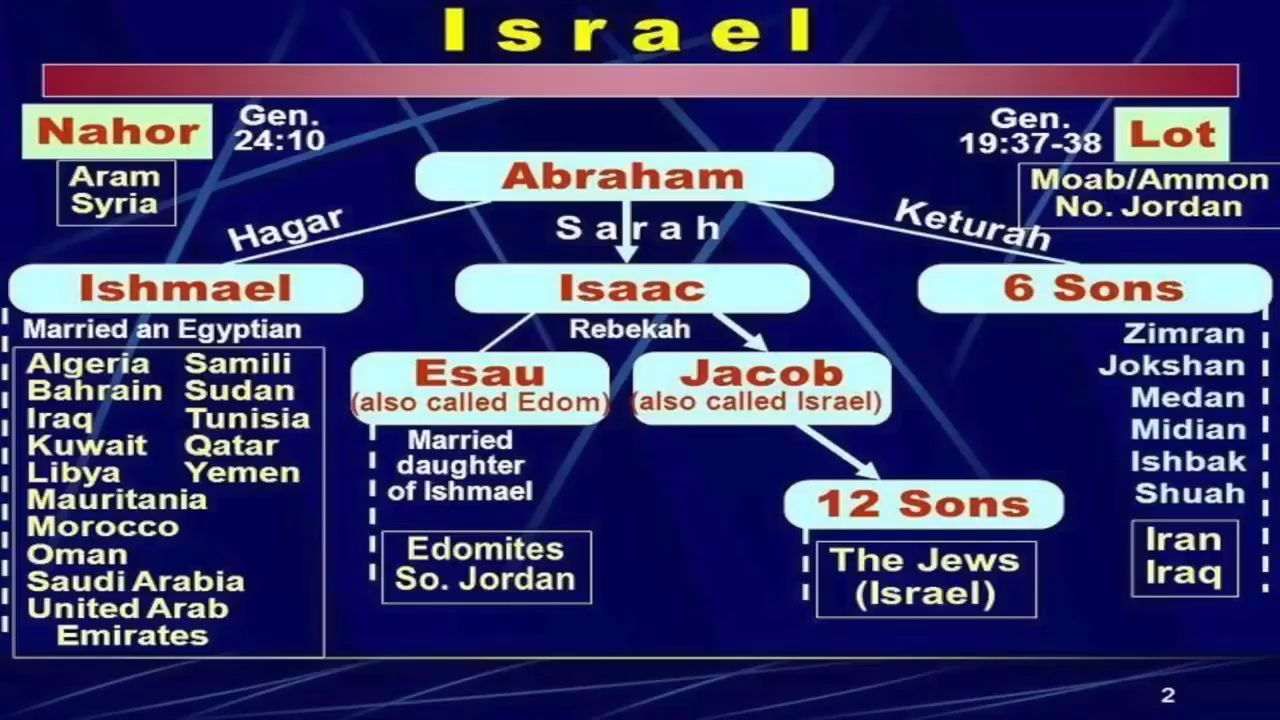 Israel
Nahor
Gen.
24:10
Aram
Syria
Gen.
19:37-38
Lot
Moab/Ammon
No. Jordan
Abraham
Hagar
Sarah
Keturah
Ishmael
Married an Egyptian
Algeria Samili
Bahrain Sudan
Iraq Tunisia
Kuwait Qatar
Libya Yemen
Mauritania
Morocco
Oman
Saudi Arabia
United Arab
Emirates
Isaac
Rebekah
Esau
(also called Edom)
Married
daughter
of Ishmael
Edomites
So. Jordan
Jacob
(also called Israel)
12 Sons
The Jews
(Israel)
6 Sons
Zimran
Jokshan
Medan
Midian
Ishbak
Shuah
Iran
Iraq
2